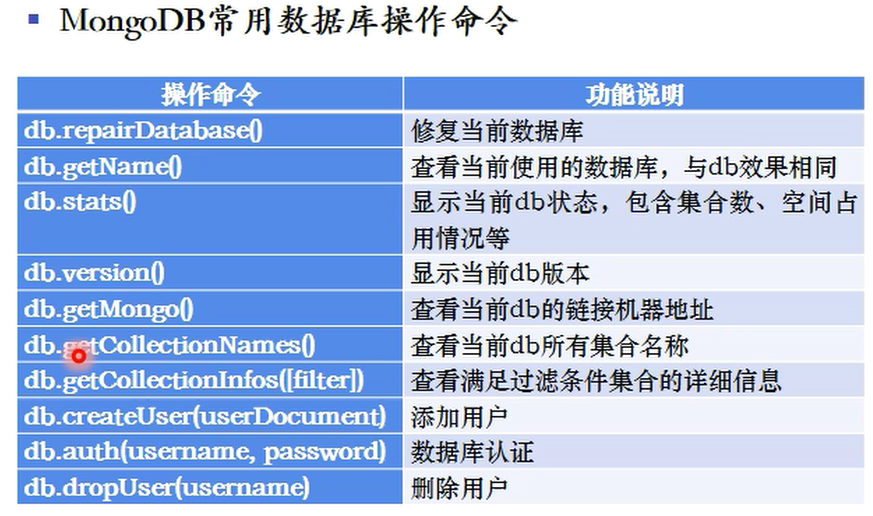 MongoDB常用数据库操作命令
操作命令 功能说明
db.repairDatabase() 修复当前数据库
db.getName() 查看当前使用的数据库，与db效果相同
db.stats() 显示当前db状态，包含集合数、空间占
用情况等
db.version() 显示当前db版本
db.getMongo() 查看当前db的链接机器地址
db.getCollectionNames() 查看当前db所有集合名称
db.getCollectionInfos([filter]) 查看满足过滤条件集合的详细信息
db.createUser(userDocument) 添加用户
db.auth(username, password) 数据库认证
db.dropUser(username) 删除用户